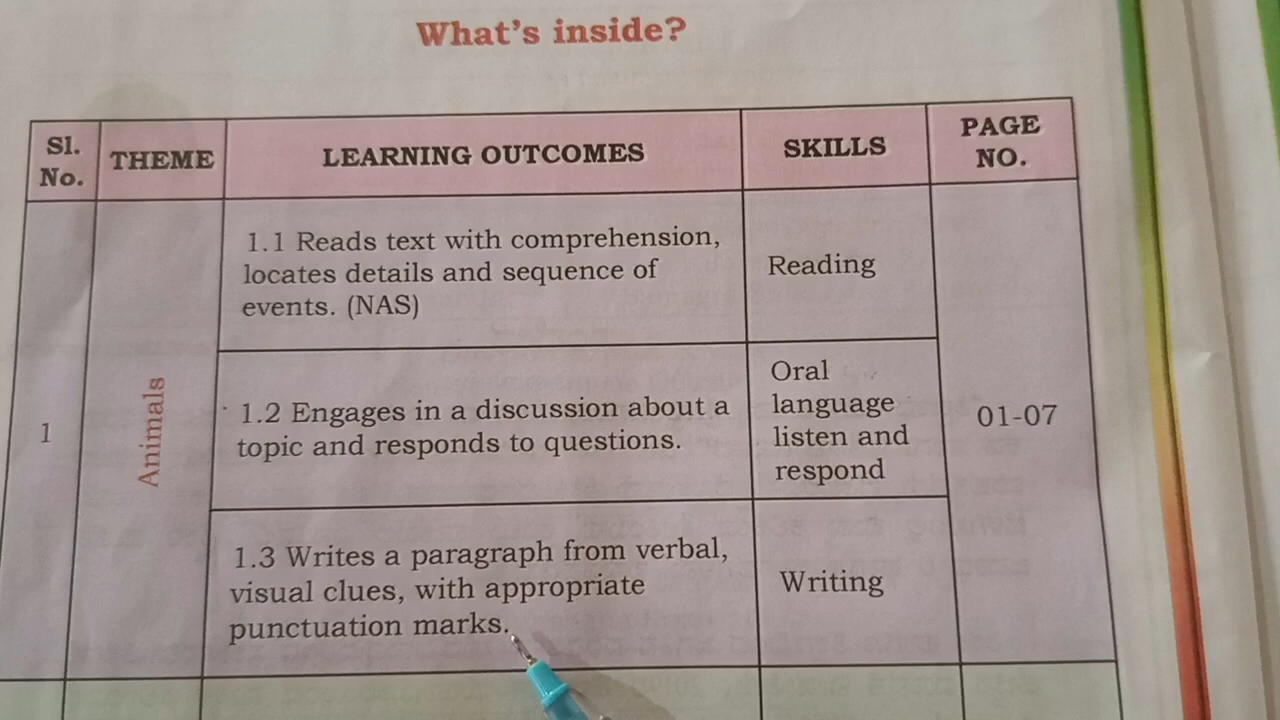 What's inside?
Sl.
No.
THEME
LEARNING OUTCOMES
SKILLS
PAGE
NO.
1
Animals
1.1 Reads text with comprehension,
locates details and sequence of
events. (NAS)
Reading
1.2 Engages in a discussion about a
topic and responds to questions.
Oral
language
listen and
respond
01-07
1.3 Writes a paragraph from verbal,
visual clues, with appropriate
punctuation marks.
Writing